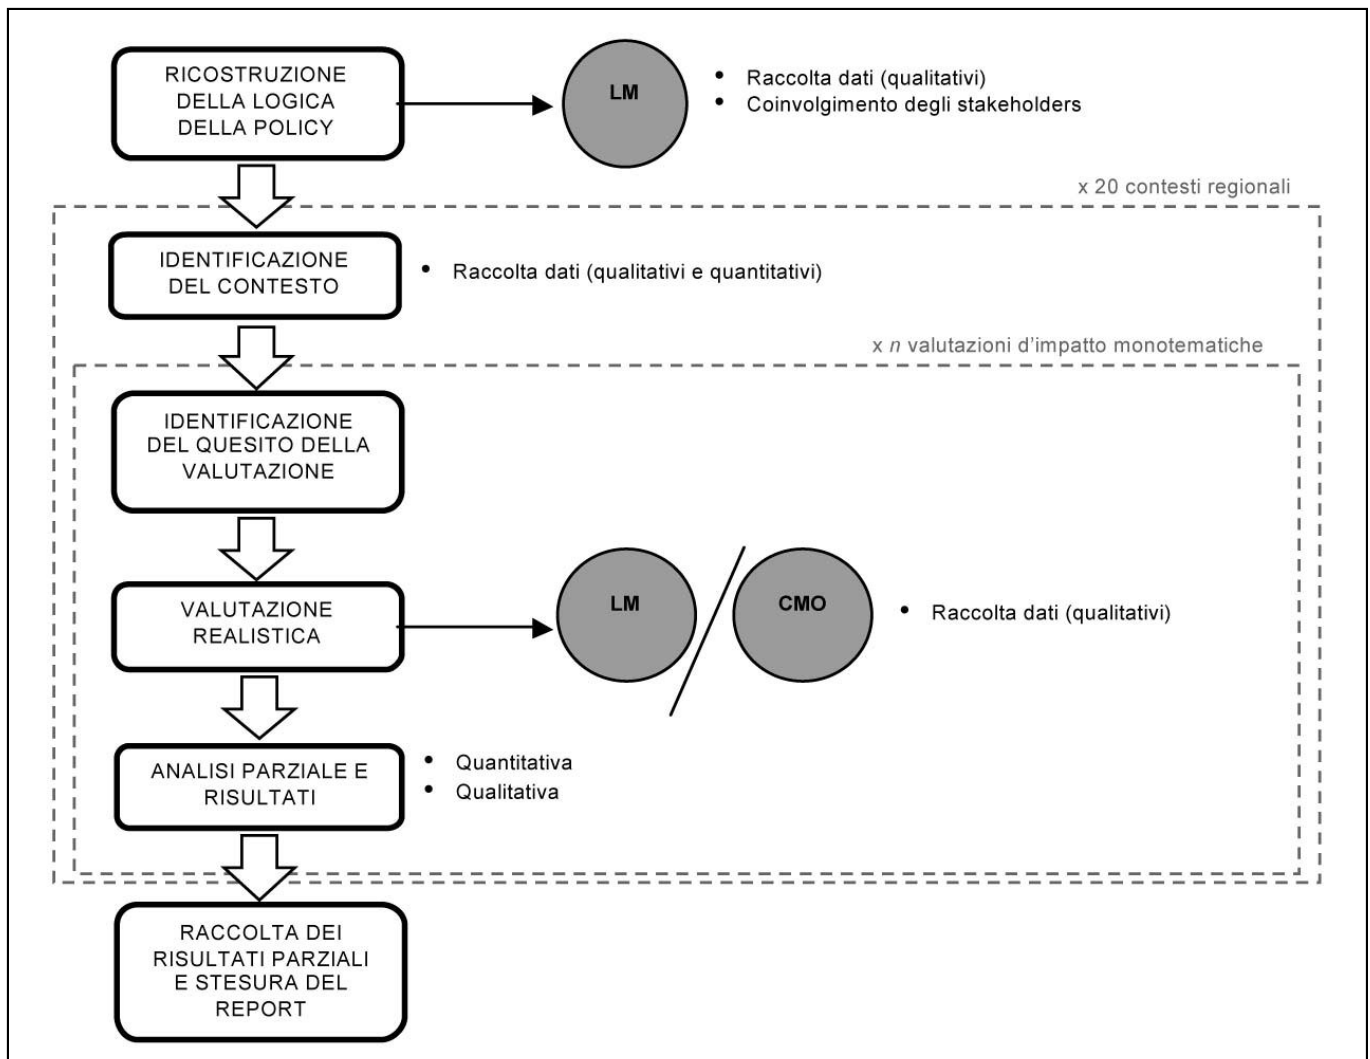 RICOSTRUZIONE
DELLA LOGICA
DELLA POLICY
LM
• Raccolta dati (qualitativi)
• Coinvolgimento degli stakeholders
x 20 contesti regionali
IDENTIFICAZIONE
DEL CONTESTO
• Raccolta dati (qualitativi e quantitativi)
x n valutazioni d'impatto monotematiche
IDENTIFICAZIONE
DEL QUESITO DELLA
VALUTAZIONE
VALUTAZIONE
REALISTICA
LM
CMO
• Raccolta dati (qualitativi)
ANALISI PARZIALE E
RISULTATI
• Quantitativa
• Qualitativa
RACCOLTA DEI
RISULTATI PARZIALI
E STESURA DEL
REPORT